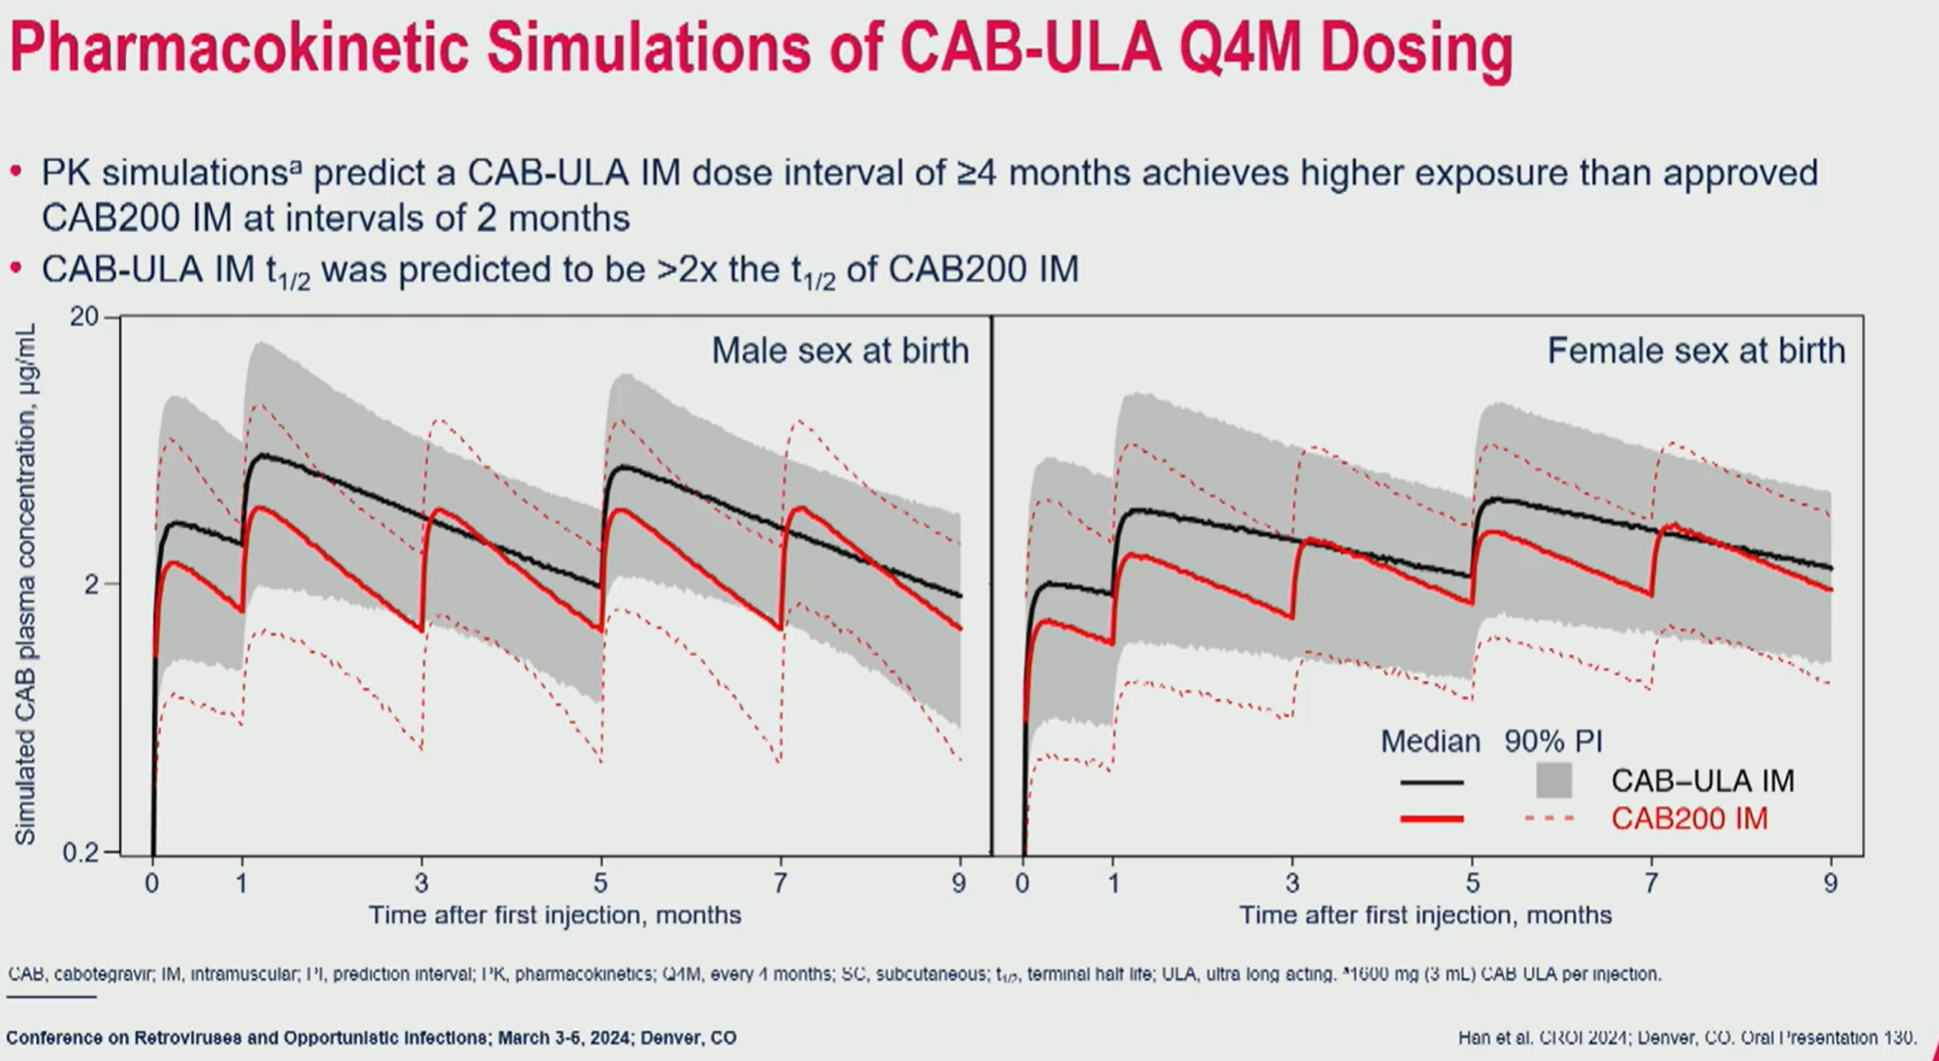 Pharmacokinetic Simulations of CAB-ULA Q4M Dosing
• PK simulationsª predict a CAB-ULA IM dose interval of ≥4 months achieves higher exposure than approved
CAB200 IM at intervals of 2 months
• CAB-ULA IM t1/2 was predicted to be >2x the t1/2 of CAB200 IM
Simulated CAB plasma concentration, µg/mL
20
2
0.2
Male sex at birth
0 1 3 5 7 9
Time after first injection, months
Female sex at birth
Median 90% PI
CAB–ULA IM
CAB200 IM
0 1 3 5 7 9
Time after first injection, months
CAB, cabotegravir; IM, intramuscular; PI, prediction interval; PK, pharmacokinetics; Q4M, every 4 months; SC, subcutaneous; t1/2, terminal half life; ULA, ultra long acting. ª1600 mg (3 mL) CAB ULA per injection.
Conference on Retroviruses and Opportunistic Infections; March 3-6, 2024; Denver, CO
Han et al. CROI 2024; Denver, CO. Oral Presentation 130.